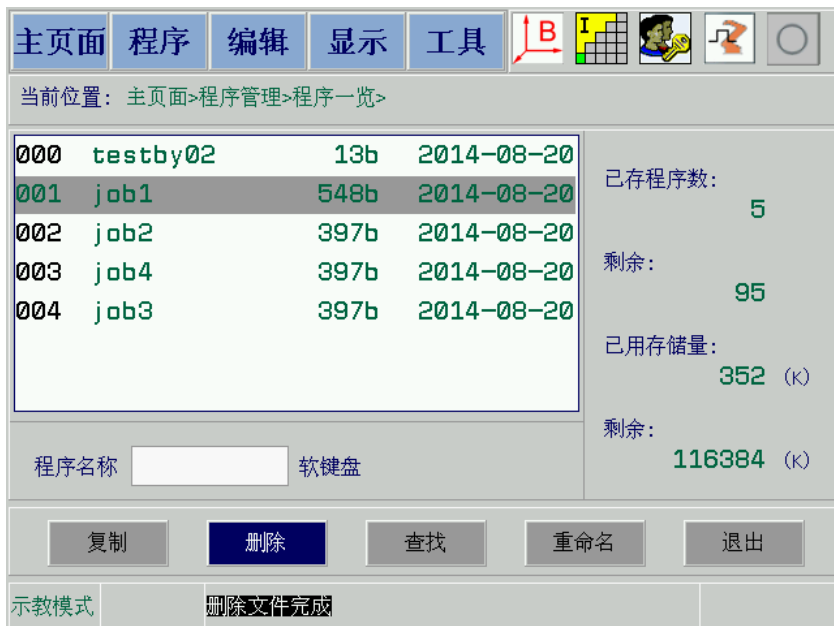 主页面 程序 编辑 显示 工具 B I
当前位置: 主页面>程序管理>程序一览>
000 testby02 13b 2014-08-20
001 job1 548b 2014-08-20
002 job2 397b 2014-08-20
003 job4 397b 2014-08-20
004 job3 397b 2014-08-20
已存程序数:
5
剩余:
95
已用存储量:
352 (K)
剩余:
116384 (K)
程序名称 软键盘
复制 删除 查找 重命名 退出
示教模式 删除文件完成